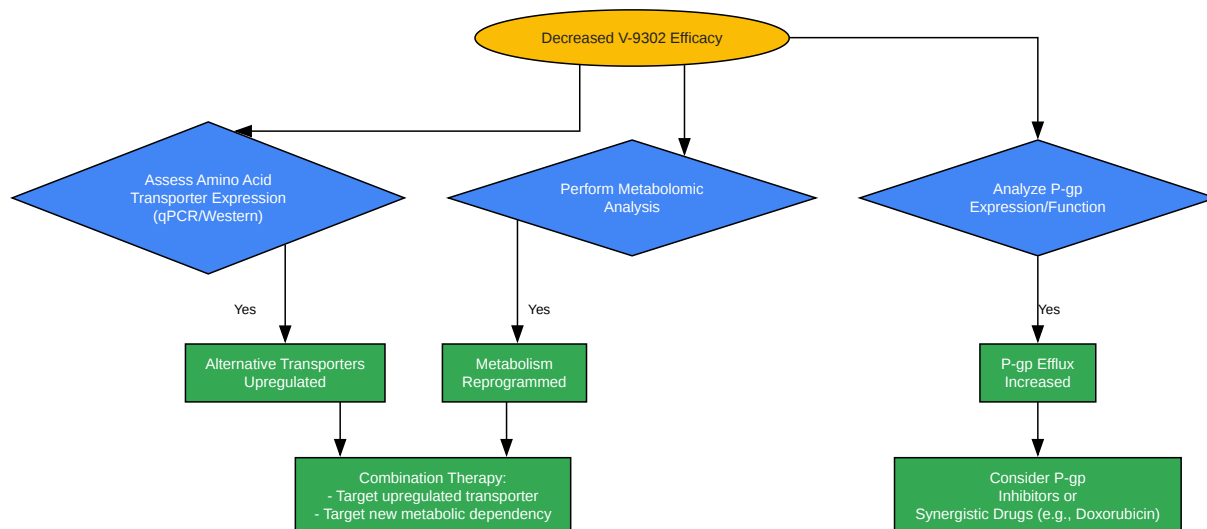 Decreased V-9302 Efficacy
Assess Amino Acid
Transporter Expression
(qPCR/Western)
Perform Metabolomic
Analysis
Analyze P-gp
Expression/Function
Yes
Yes
Yes
Alternative Transporters
Upregulated
Metabolism
Reprogrammed
P-gp Efflux
Increased
Combination Therapy:
- Target upregulated transporter
- Target new metabolic dependency
Consider P-gp
Inhibitors or
Synergistic Drugs (e.g., Doxorubicin)